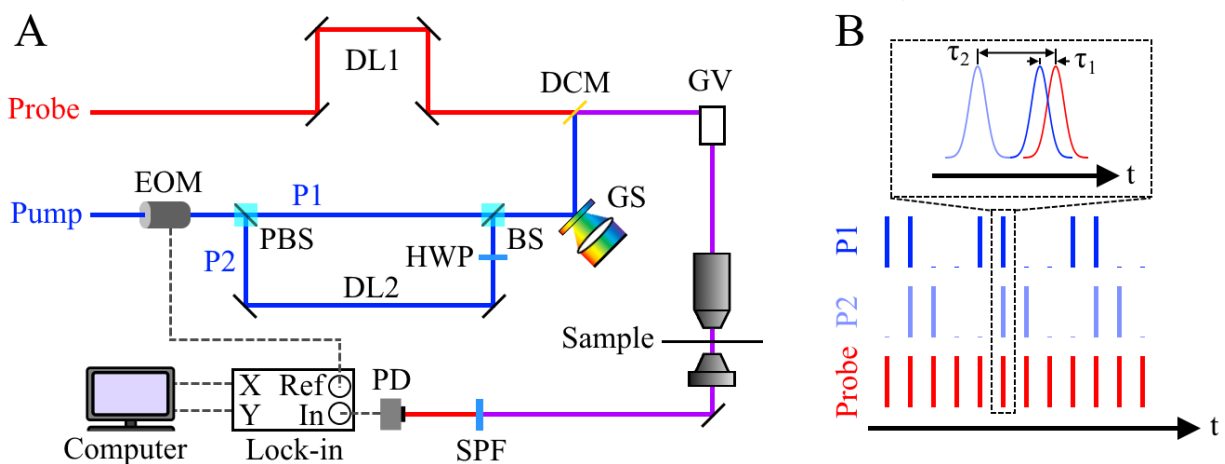 A
DL1
Probe
DCM
GV
EOM
P1
GS
Pump
PBS
BS
P2
HWP
DL2
Sample
X Ref
Y In
PD
Computer
Lock-in
SPF
B
τ2
τ1
t
P1
P2
Probe
t